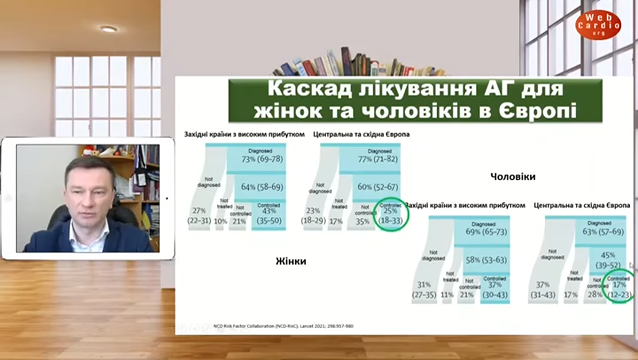 Web
Cardio
org
Каскад лікування АГ для
жінок та чоловіків в Європі
Західні країни з високим прибутком
Diagnosed
73% (69–78)
Not
diagnosed
64% (58–69)
Not
treated
Not
controlled
Controlled
27%
(22–31)
10%
21%
43%
(35–50)
Центральна та східна Європа
Diagnosed
77% (71–82)
Not
diagnosed
60% (52–67)
Not
treated
Not
controlled
Controlled
23%
(18–29)
17%
35%
25%
(18–33)
Жінки
Чоловіки
Західні країни з високим прибутком
Diagnosed
69% (65–73)
Not
diagnosed
58% (53–63)
Not
treated
Not
controlled
Controlled
31%
(27–35)
11%
21%
37%
(30–43)
Центральна та східна Європа
Diagnosed
63% (57–69)
Not
diagnosed
45%
(39–52)
Not
treated
Not
controlled
Controlled
37%
(31–43)
17%
28%
17%
(12–23)
NCD Risk Factor Collaboration (NCD-RisC). Lancet 2021; 398:957-980